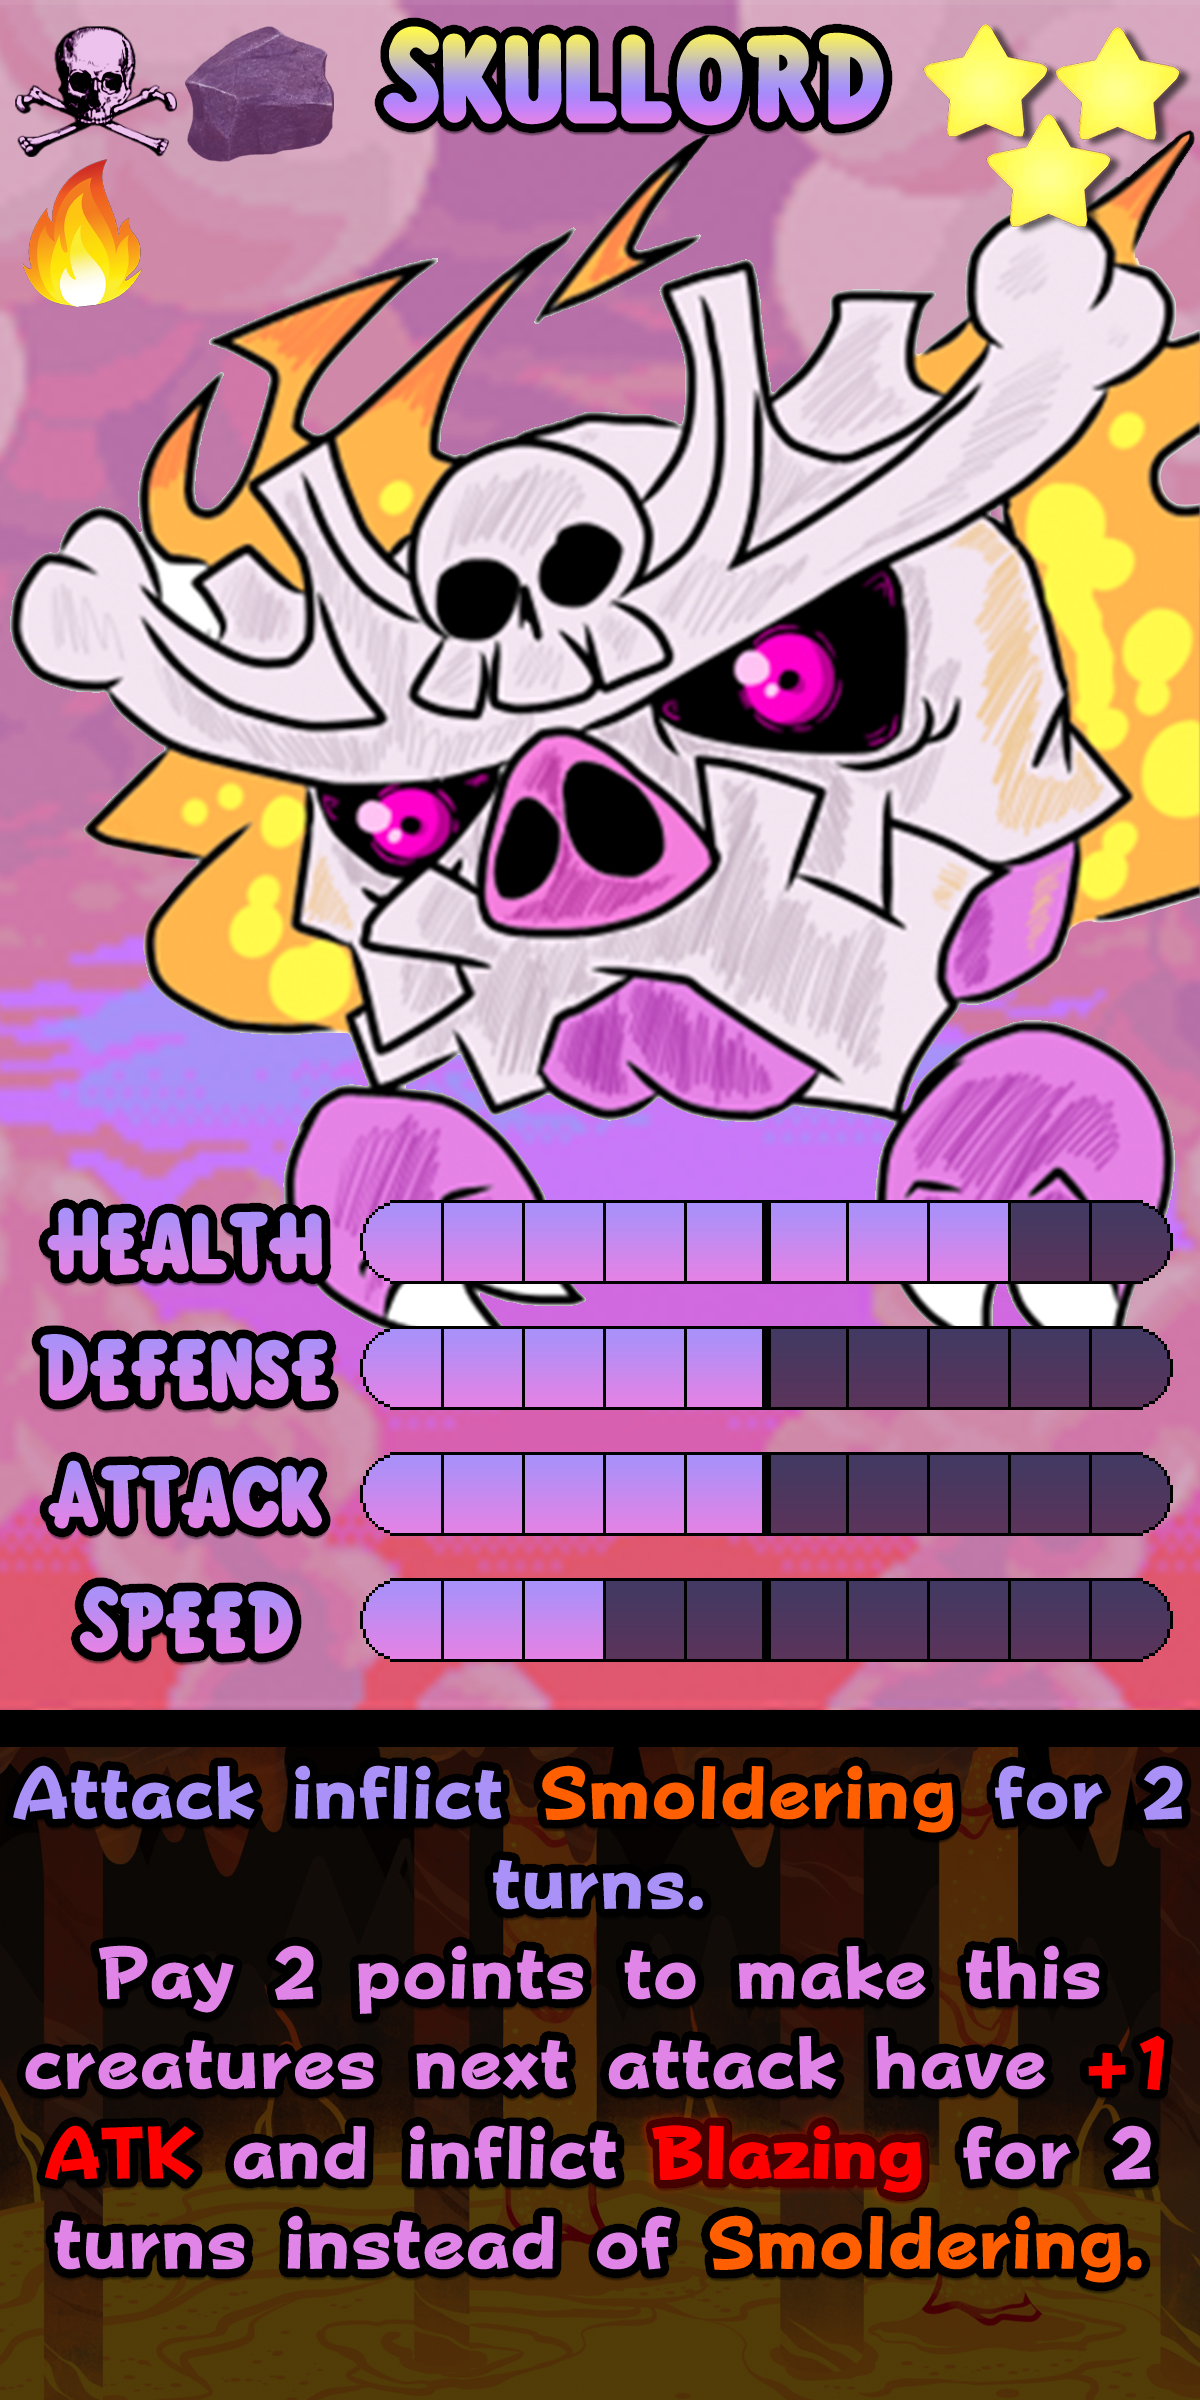 SKULLORD
HEALTH
DEFENSE
ATTACK
SPEED
Attack inflict Smoldering for 2
turns.
Pay 2 points to make this
creatures next attack have +1
ATK and inflict Blazing for 2
turns instead of Smoldering.